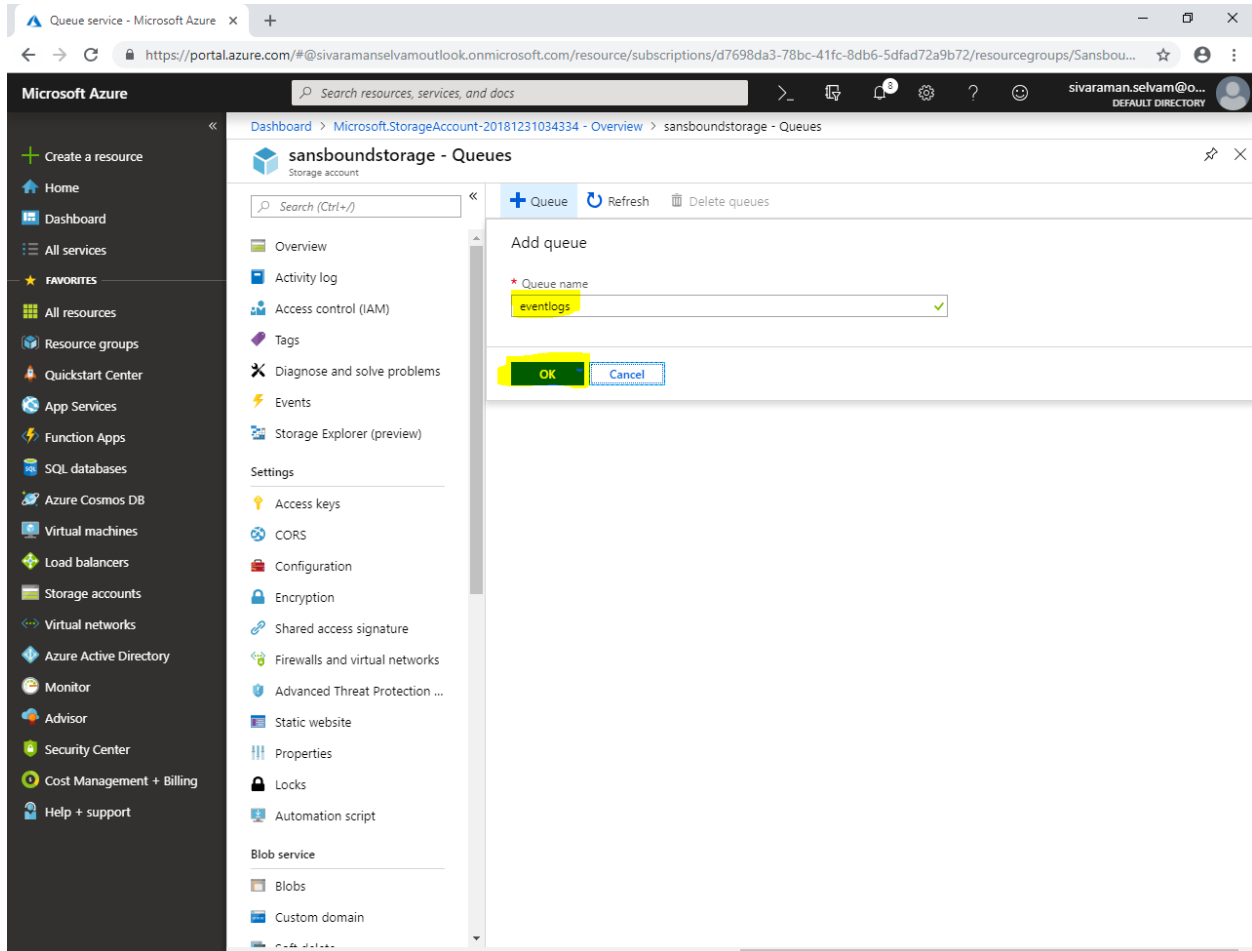 Queue service - Microsoft Azure
https://portal.azure.com/#@sivaramanselvamoutlook.onmicrosoft.com/resource/subscriptions/d7698da3-78bc-41fc-8db6-5dfad72a9b72/resourcegroups/Sansbou...
Microsoft Azure
Search resources, services, and docs
8
sivaraman.selvam@o...
DEFAULT DIRECTORY
Dashboard > Microsoft.StorageAccount-20181231034334 - Overview > sansboundstorage - Queues
sansboundstorage - Queues
Storage account
Create a resource
Home
Dashboard
All services
FAVORITES
All resources
Resource groups
Quickstart Center
App Services
Function Apps
SQL databases
Azure Cosmos DB
Virtual machines
Load balancers
Storage accounts
Virtual networks
Azure Active Directory
Monitor
Advisor
Security Center
Cost Management + Billing
Help + support
Search (Ctrl+/)
Overview
Activity log
Access control (IAM)
Tags
Diagnose and solve problems
Events
Storage Explorer (preview)
Settings
Access keys
CORS
Configuration
Encryption
Shared access signature
Firewalls and virtual networks
Advanced Threat Protection ...
Static website
Properties
Locks
Automation script
Blob service
Blobs
Custom domain
Soft delete
Queue
Refresh
Delete queues
Add queue
* Queue name
eventlogs
OK
Cancel